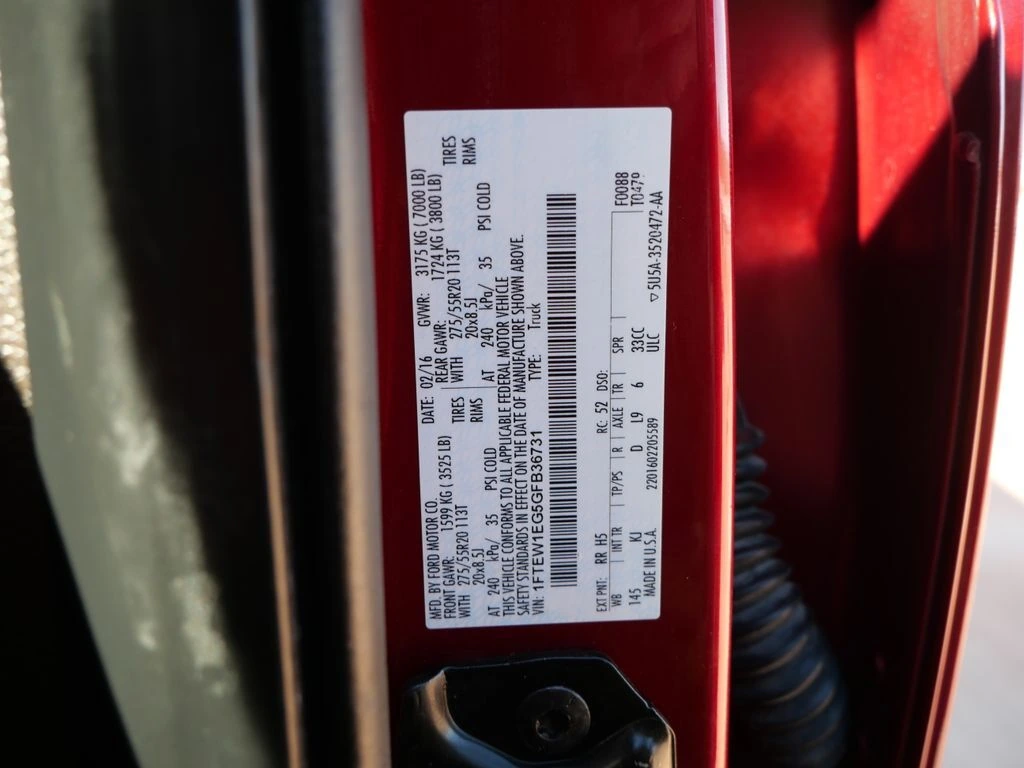 MFD. BY FORD MOTOR CO. DATE: 02/16 GVWR: 3175 KG ( 7000 LB)
FRONT GAWR: 1599 KG ( 3525 LB) REAR GAWR: 1724 KG ( 3800 LB)
WITH 275/55R20 113T TIRES WITH 275/55R20 113T TIRES
20x8.5J RIMS 20x8.5J RIMS
AT 240 kPa/ 35 PSI COLD AT 240 kPa/ 35 PSI COLD
THIS VEHICLE CONFORMS TO ALL APPLICABLE FEDERAL MOTOR VEHICLE
SAFETY STANDARDS IN EFFECT ON THE DATE OF MANUFACTURE SHOWN ABOVE.
VIN: 1FTEW1EG5GFB36731 TYPE: Truck
EXT PNT: RR H5 RC: 52 DSO: F0088
WB INT TR TP/PS R AXLE TR SPR T0479
145 KJ D L9 6 33CC
MADE IN U.S.A. 2201602205589 ULC ▽5U5A-3520472-AA